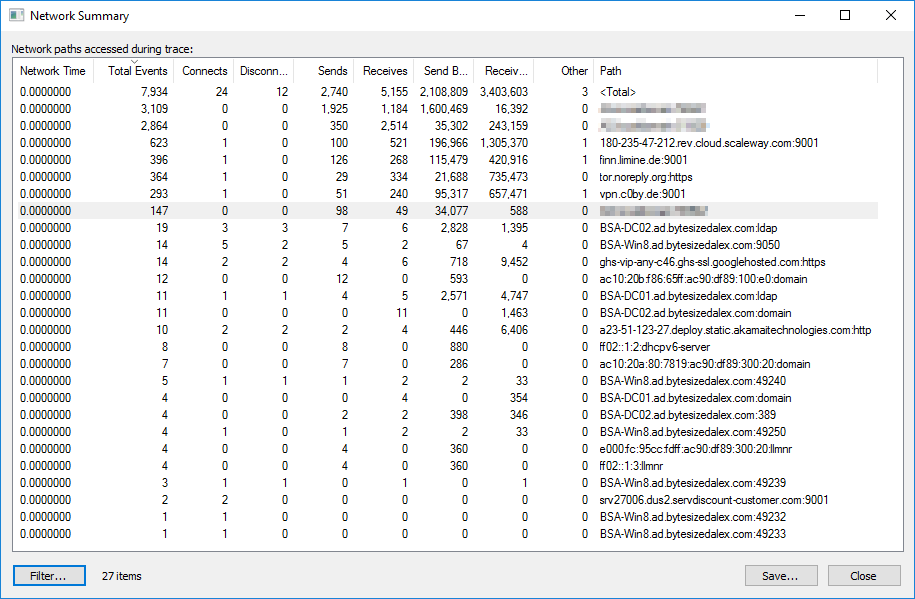 Network Summary
Network paths accessed during trace:
Network Time Total Events Connects Disconn... Sends Receives Send B... Receiv... Other Path
0.0000000 7,934 24 12 2,740 5,155 2,108,809 3,403,603 3 <Total>
0.0000000 3,109 0 0 1,925 1,184 1,600,469 16,392 0
0.0000000 2,864 0 0 350 2,514 35,302 243,159 0
0.0000000 623 1 0 100 521 196,966 1,305,370 1 180-235-47-212.rev.cloud.scaleway.com:9001
0.0000000 396 1 0 126 268 115,479 420,916 1 finn.limine.de:9001
0.0000000 364 1 0 29 334 21,688 735,473 0 tor.noreply.org:https
0.0000000 293 1 0 51 240 95,317 657,471 1 vpn.c0by.de:9001
0.0000000 147 0 0 98 49 34,077 588 0
0.0000000 19 3 3 7 6 2,828 1,395 0 BSA-DC02.ad.bytesizedalex.com:ldap
0.0000000 14 5 2 5 2 67 4 0 BSA-Win8.ad.bytesizedalex.com:9050
0.0000000 14 2 2 4 6 718 9,452 0 ghs-vip-any-c46.ghs-ssl.googlehosted.com:https
0.0000000 12 0 0 12 0 593 0 0 ac10:20b:f86:65ff:ac90:df89:100:e0:domain
0.0000000 11 1 1 4 5 2,571 4,747 0 BSA-DC01.ad.bytesizedalex.com:ldap
0.0000000 11 0 0 0 11 0 1,463 0 BSA-DC02.ad.bytesizedalex.com:domain
0.0000000 10 2 2 2 4 446 6,406 0 a23-51-123-27.deploy.static.akamaitechnologies.com:http
0.0000000 8 0 0 8 0 880 0 0 ff02::1:2:dhcpv6-server
0.0000000 7 0 0 7 0 286 0 0 ac10:20a:80:7819:ac90:df89:300:20:domain
0.0000000 5 1 1 1 2 2 33 0 BSA-Win8.ad.bytesizedalex.com:49240
0.0000000 4 0 0 0 4 0 354 0 BSA-DC01.ad.bytesizedalex.com:domain
0.0000000 4 0 0 2 2 398 346 0 BSA-DC02.ad.bytesizedalex.com:389
0.0000000 4 1 0 1 2 2 33 0 BSA-Win8.ad.bytesizedalex.com:49250
0.0000000 4 0 0 4 0 360 0 0 e000:fc:95cc:fdff:ac90:df89:300:20:llmnr
0.0000000 4 0 0 4 0 360 0 0 ff02::1:3:llmnr
0.0000000 3 1 1 0 1 0 1 0 BSA-Win8.ad.bytesizedalex.com:49239
0.0000000 2 2 0 0 0 0 0 0 srv27006.dus2.servdiscount-customer.com:9001
0.0000000 1 1 0 0 0 0 0 0 BSA-Win8.ad.bytesizedalex.com:49232
0.0000000 1 1 0 0 0 0 0 0 BSA-Win8.ad.bytesizedalex.com:49233
Filter... 27 items Save... Close